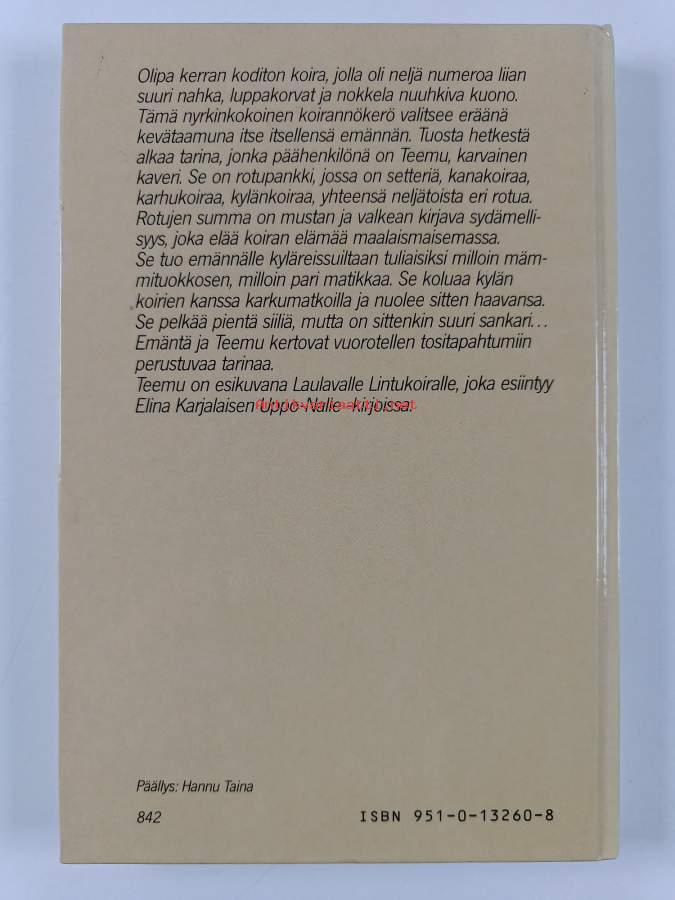 Olipa kerran koditon koira, jolla oli neljä numeroa liian
suuri nahka, luppakorvat ja nokkela nuuhkiva kuono.
Tämä nyrkinkokoinen koirannökerö valitsee eräänä
kevätaamuna itse itsellensä emännän. Tuosta hetkestä
alkaa tarina, jonka päähenkilönä on Teemu, karvainen
kaveri. Se on rotupankki, jossa on setteriä, kanakoiraa,
karhukoiraa, kylänkoiraa, yhteensä neljätoista eri rotua.
Rotujen summa on mustan ja valkean kirjava sydämelli-
syys, joka elää koiran elämää maalaismaisemassa.
Se tuo emännälle kyläreissuiltaan tuliaisiksi milloin mäm-
mituokkosen, milloin pari matikkaa. Se koluaa kylän
koirien kanssa karkumatkoilla ja nuolee sitten haavansa.
Se pelkää pientä siiliä, mutta on sittenkin suuri sankari...
Emäntä ja Teemu kertovat vuorotellen tositapahtumiin
perustuvaa tarinaa.
Teemu on esikuvana Laulavalle Lintukoiralle, joka esiintyy
Elina Karjalaisen Uppo-Nalle -kirjoissa.
Päällys: Hannu Taina
842
ISBN 951-0-13260-8